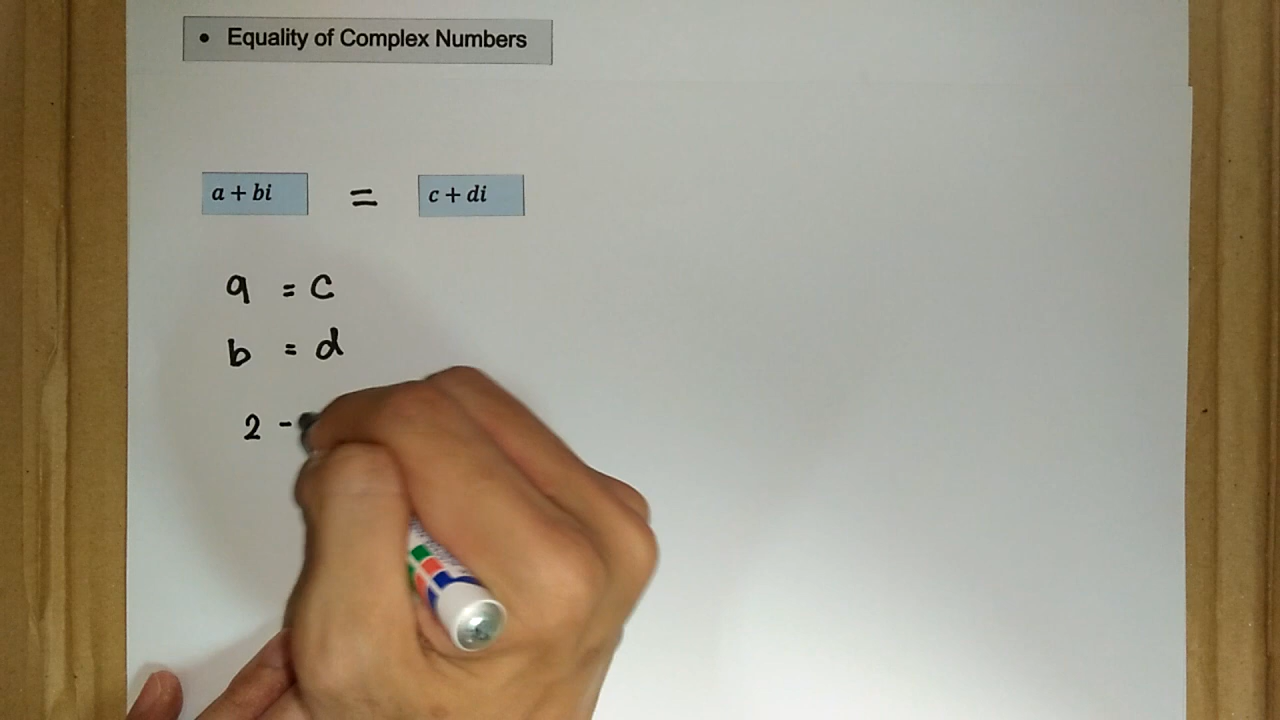 • Equality of Complex Numbers
a + bi = c + di
a = c
b = d
2 -